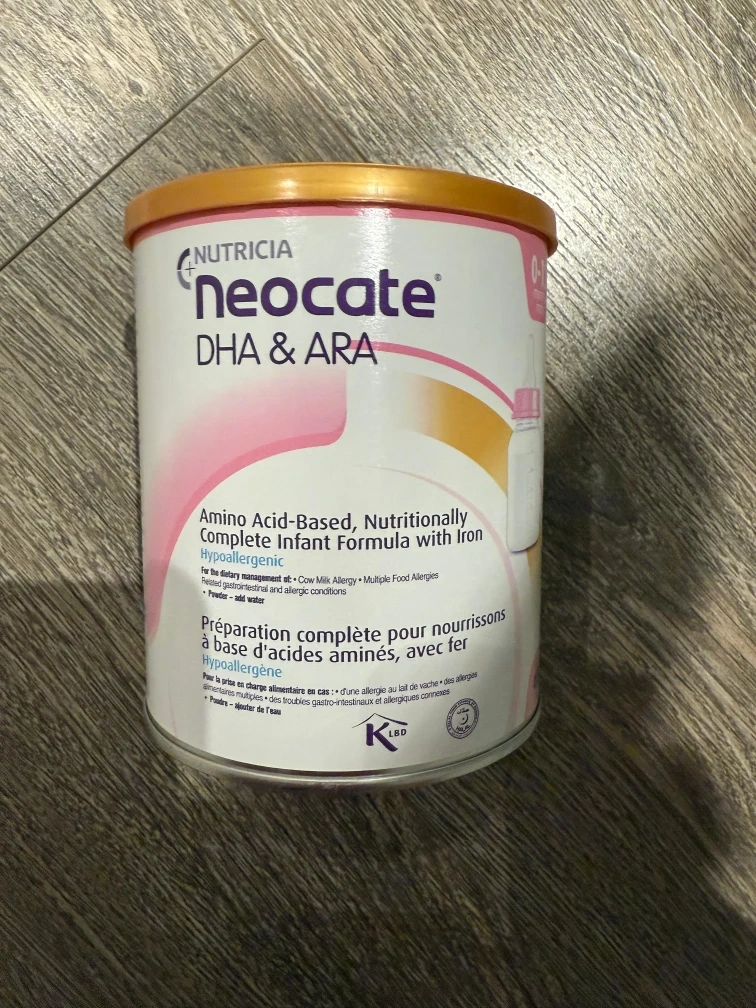 NUTRICIA
neocate®
DHA & ARA
Amino Acid-Based, Nutritionally
Complete Infant Formula with Iron
Hypoallergenic
For the dietary management of: • Cow Milk Allergy • Multiple Food Allergies
Related gastrointestinal and allergic conditions
• Powder – add water
Préparation complète pour nourrissons
à base d'acides aminés, avec fer
Hypoallergène
Pour la prise en charge alimentaire en cas : • d'une allergie au lait de vache • des allergies
alimentaires multiples • des troubles gastro-intestinaux et allergiques connexes
• Poudre – ajouter de l'eau
K LBD
HALAL